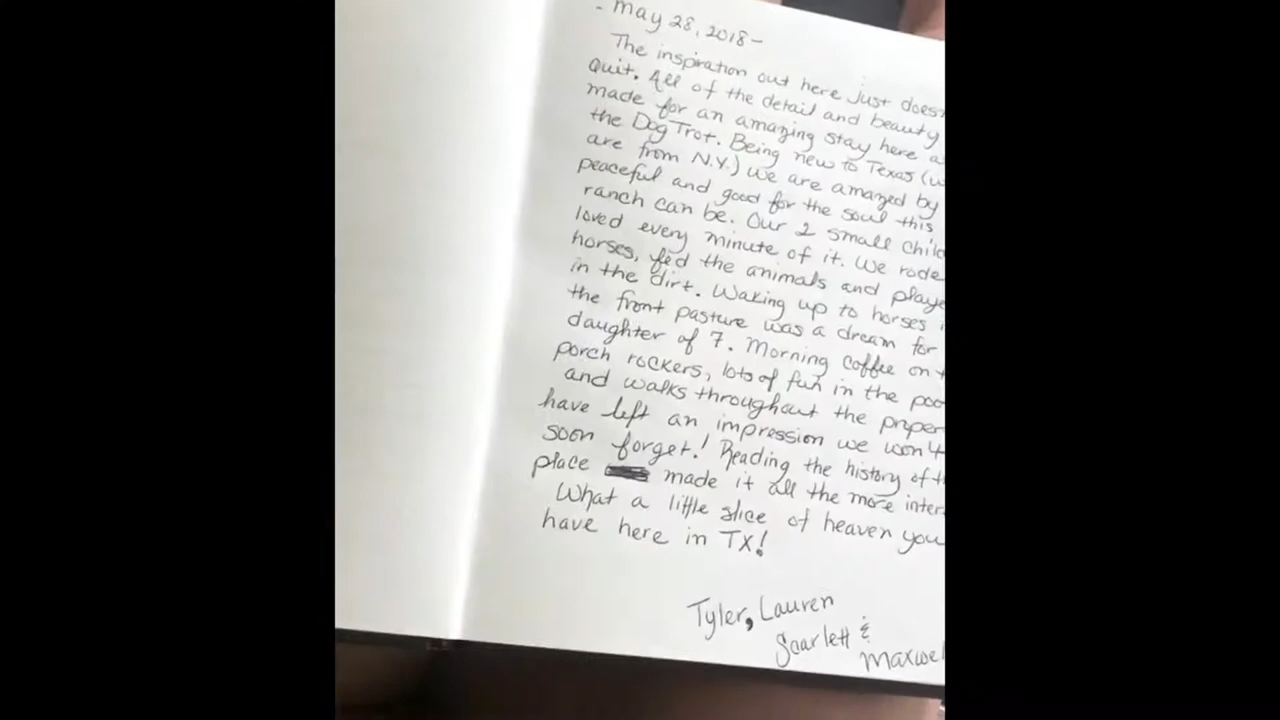 - May 28, 2018 -
The inspiration out here just doesn
Quit. All of the detail and beauty
made for an amazing stay here a
the Dog Trot. Being new to Texas (w
are from N.Y.) we are amazed by
peaceful and good for the soul this
ranch can be. Our 2 small child
loved every minute of it. We rode
horses, fed the animals and playe
in the dirt. Waking up to horses i
the front pasture was a dream for
daughter of 7. Morning coffee on t
porch rockers, lots of fun in the poo
and walks throughout the proper
have left an impression we won't
soon forget! Reading the history of th
place made it all the more inter
What a little slice of heaven you
have here in TX!
Tyler, Lauren
Scarlett &
Maxwel